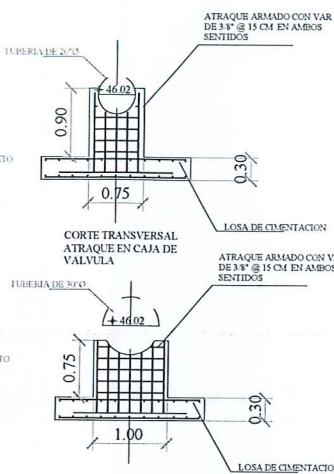 ATRAQUE ARMADO CON VAR
DE 3/8" @ 15 CM EN AMBOS
SENTIDOS
TUBERIA DE 20"Ø
46.02
0.90
0.30
0.75
LOSA DE CIMENTACION
CORTE TRANSVERSAL
ATRAQUE EN CAJA DE
VALVULA
ATRAQUE ARMADO CON V
DE 3/8" @ 15 CM EN AMBOS
SENTIDOS
TUBERIA DE 30"Ø
46.02
0.75
0.30
1.00
LOSA DE CIMENTACIO